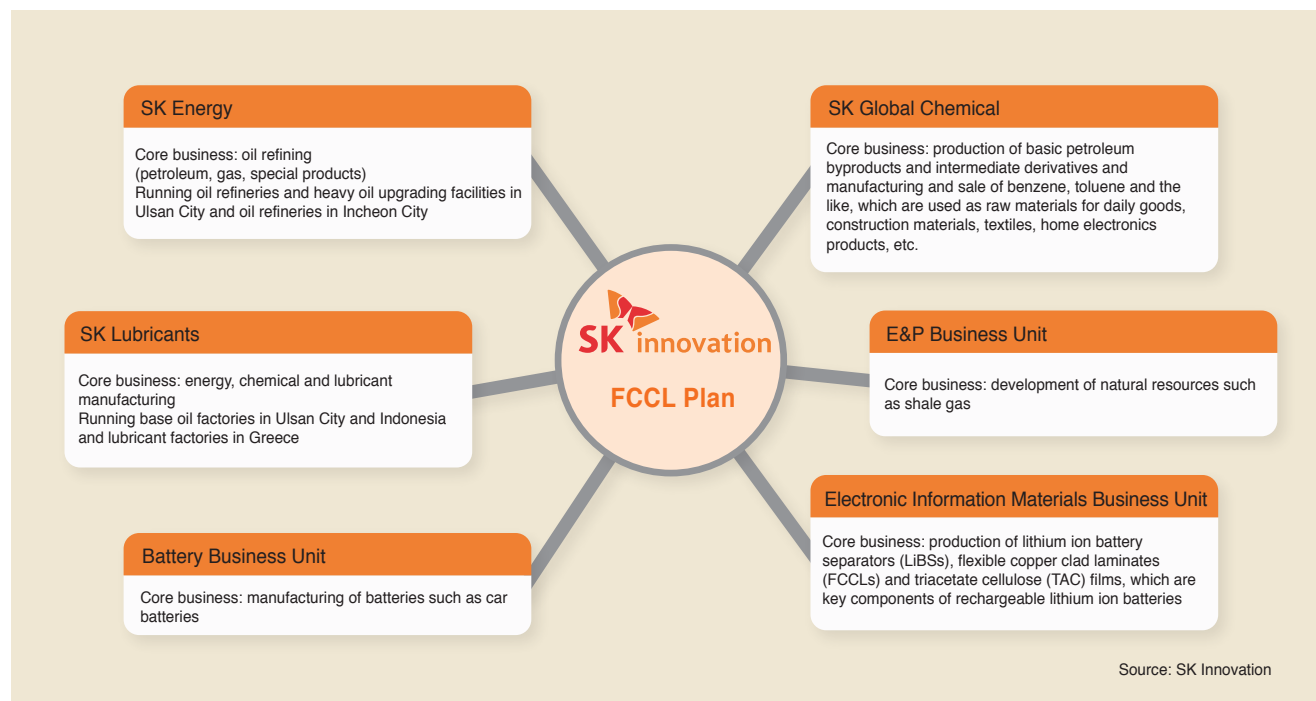 SK Energy
Core business: oil refining
(petroleum, gas, special products)
Running oil refineries and heavy oil upgrading facilities in
Ulsan City and oil refineries in Incheon City
SK Global Chemical
Core business: production of basic petroleum
byproducts and intermediate derivatives and
manufacturing and sale of benzene, toluene and the
like, which are used as raw materials for daily goods,
construction materials, textiles, home electronics
products, etc.
SK Lubricants
Core business: energy, chemical and lubricant
manufacturing
Running base oil factories in Ulsan City and Indonesia
and lubricant factories in Greece
SK innovation
FCCL Plan
E&P Business Unit
Core business: development of natural resources such
as shale gas
Battery Business Unit
Core business: manufacturing of batteries such as car
batteries
Electronic Information Materials Business Unit
Core business: production of lithium ion battery
separators (LiBSs), flexible copper clad laminates
(FCCLs) and triacetate cellulose (TAC) films, which are
key components of rechargeable lithium ion batteries
Source: SK Innovation